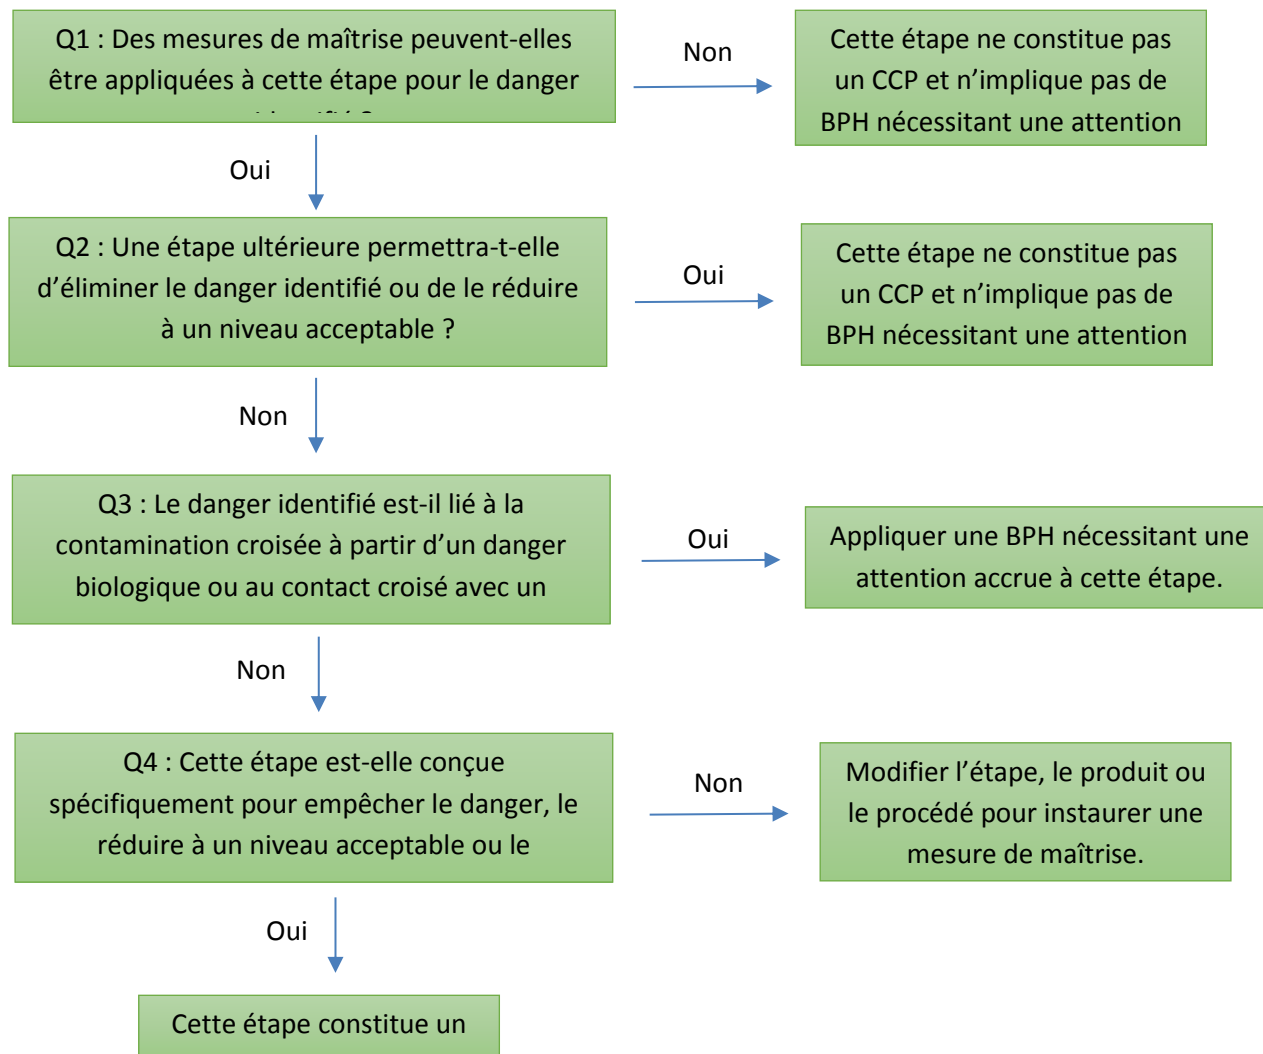 Q1 : Des mesures de maîtrise peuvent-elles
être appliquées à cette étape pour le danger
Non
Cette étape ne constitue pas
un CCP et n’implique pas de
BPH nécessitant une attention
Oui
Q2 : Une étape ultérieure permettra-t-elle
d’éliminer le danger identifié ou de le réduire
à un niveau acceptable ?
Oui
Cette étape ne constitue pas
un CCP et n’implique pas de
BPH nécessitant une attention
Non
Q3 : Le danger identifié est-il lié à la
contamination croisée à partir d’un danger
biologique ou au contact croisé avec un
Oui
Appliquer une BPH nécessitant une
attention accrue à cette étape.
Non
Q4 : Cette étape est-elle conçue
spécifiquement pour empêcher le danger, le
réduire à un niveau acceptable ou le
Non
Modifier l’étape, le produit ou
le procédé pour instaurer une
mesure de maîtrise.
Oui
Cette étape constitue un